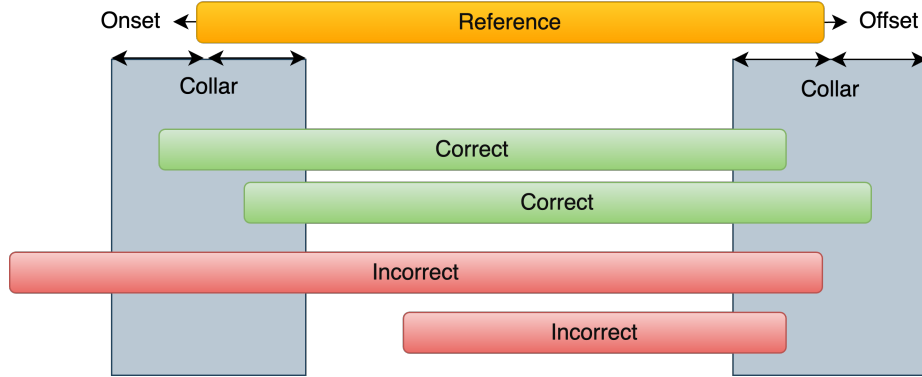 Onset
Reference
Offset
Collar
Collar
Correct
Correct
Incorrect
Incorrect